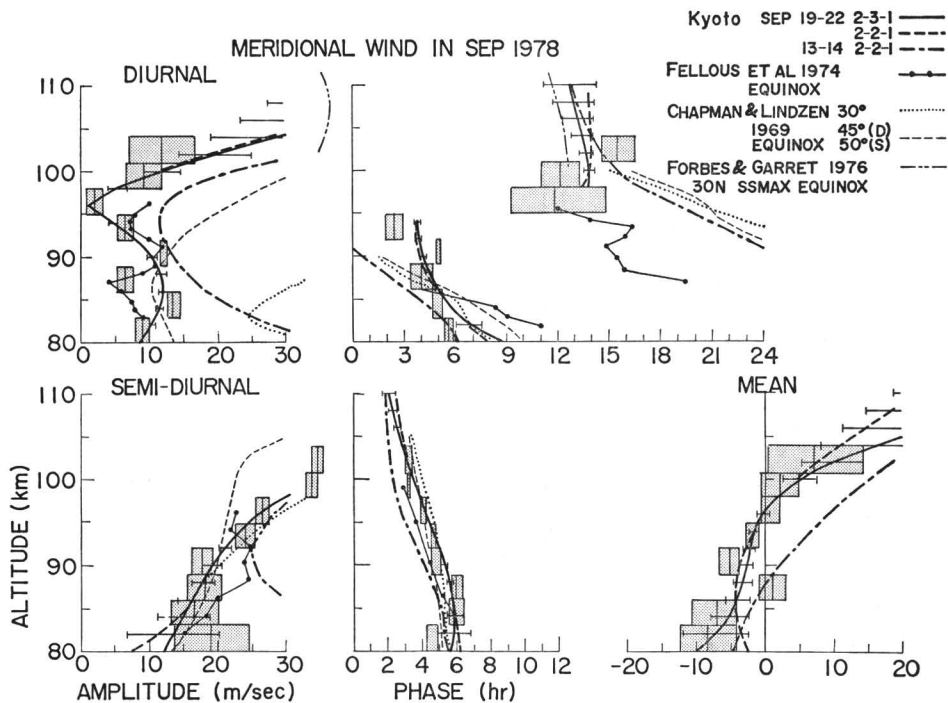 Kyoto SEP 19-22 2-3-1
2-2-1
13-14 2-2-1
MERIDIONAL WIND IN SEP 1978
FELLOUS ET AL 1974
EQUINOX
CHAPMAN & LINDZEN 30°
1969 45°(D)
EQUINOX 50°(S)
FORBES & GARRET 1976
30N SSMAX EQUINOX
DIURNAL
110
100
90
80
0 10 20 30
0 3 6 9 12 15 18 21 24
SEMI-DIURNAL
MEAN
ALTITUDE (km)
110
100
90
80
0 10 20 30
0 2 4 6 8 10 12
-20 -10 0 10 20
AMPLITUDE (m/sec)
PHASE (hr)